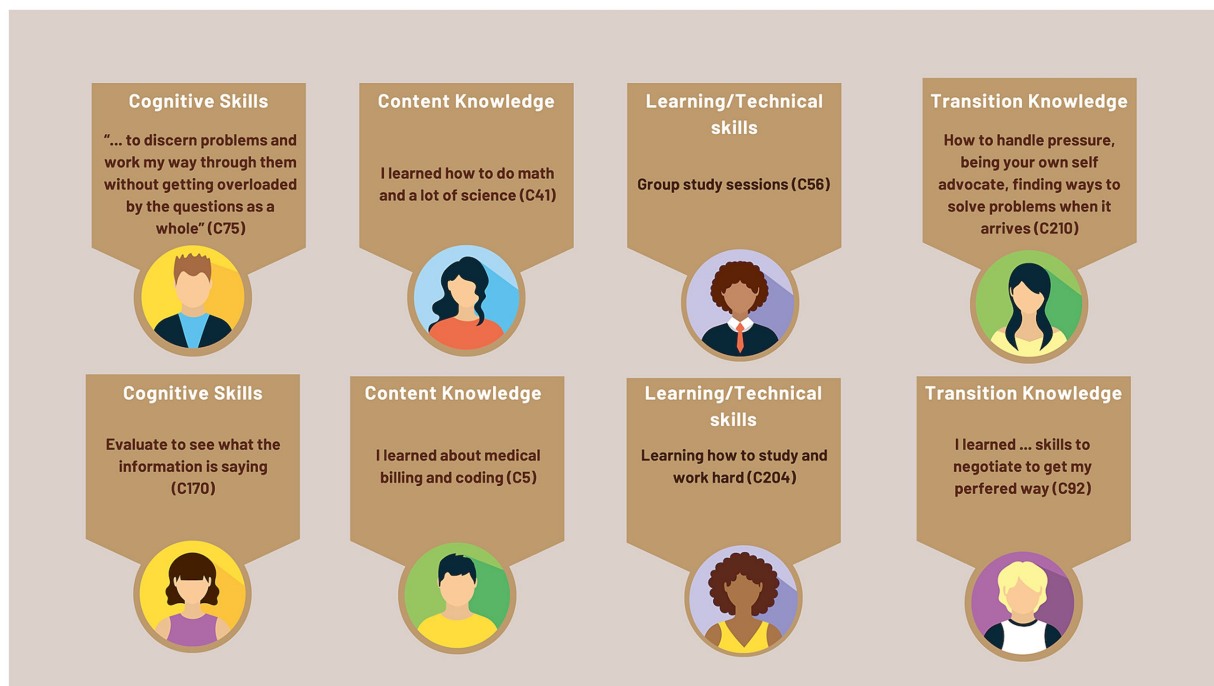 Cognitive Skills
“... to discern problems and
work my way through them
without getting overloaded
by the questions as a
whole” (C75)
Content Knowledge
I learned how to do math
and a lot of science (C41)
Learning/Technical
skills
Group study sessions (C56)
Transition Knowledge
How to handle pressure,
being your own self
advocate, finding ways to
solve problems when it
arrives (C210)
Cognitive Skills
Evaluate to see what the
information is saying
(C170)
Content Knowledge
I learned about medical
billing and coding (C5)
Learning/Technical
skills
Learning how to study and
work hard (C204)
Transition Knowledge
I learned ... skills to
negotiate to get my
perfered way (C92)